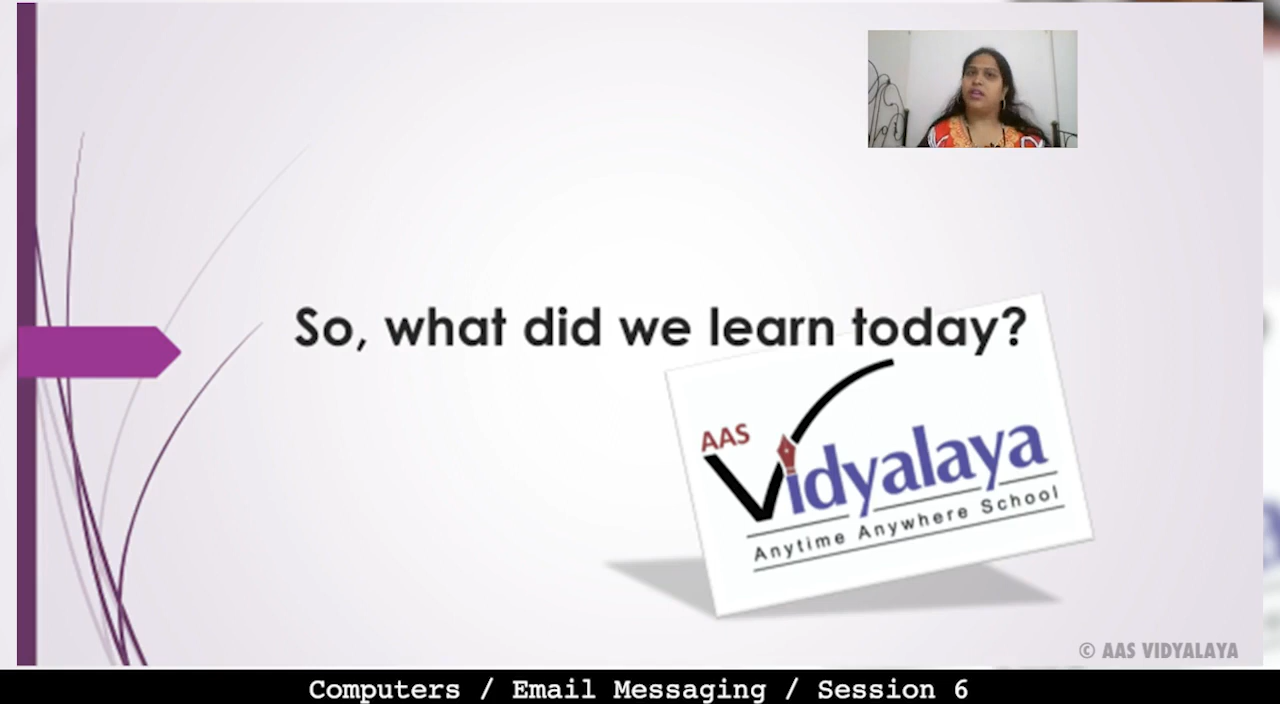 So, what did we learn today?
AAS
Vidyalaya
Anytime Anywhere School
© AAS VIDYALAYA
Computers / Email Messaging / Session 6